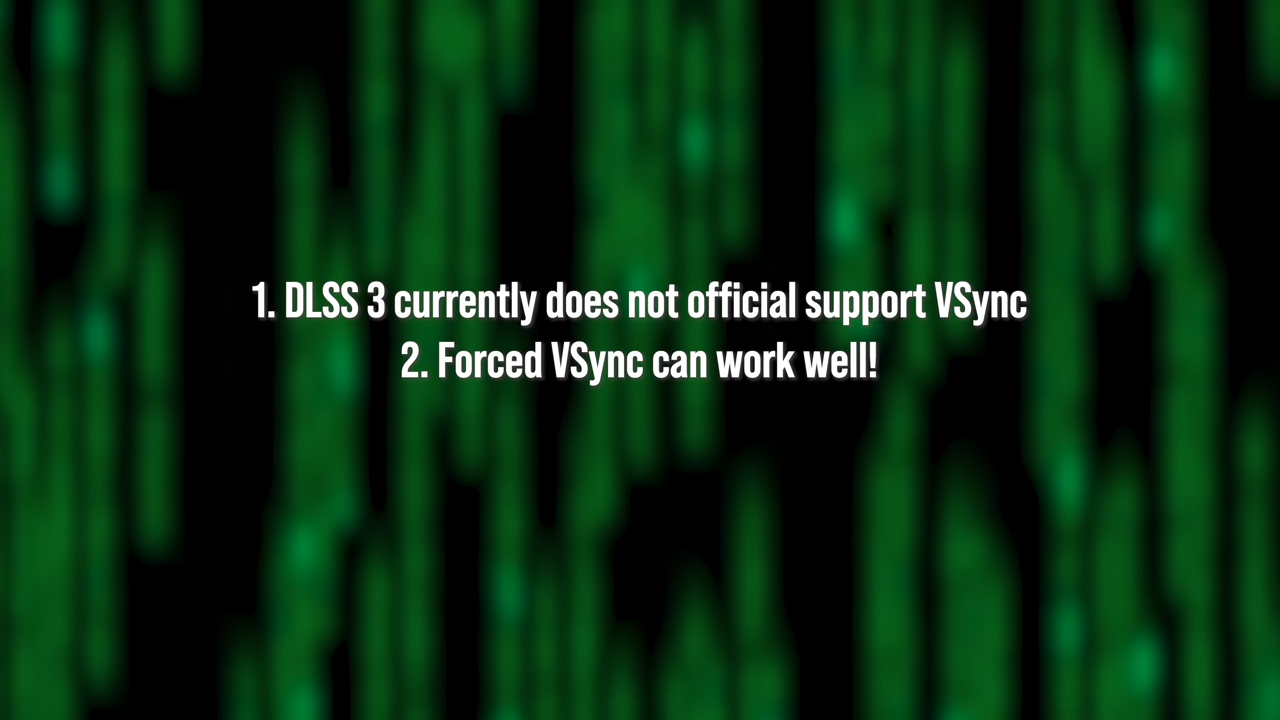 1. DLSS 3 currently does not official support VSync
2. Forced VSync can work well!